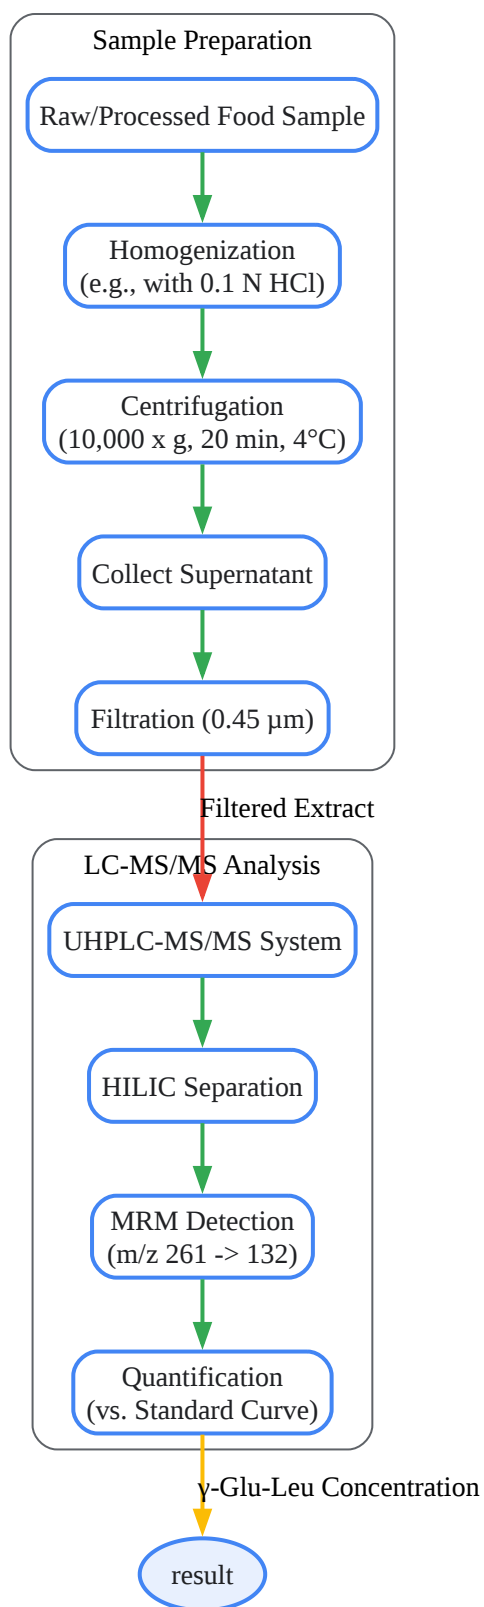 Sample Preparation
Raw/Processed Food Sample
Homogenization
(e.g., with 0.1 N HCl)
Centrifugation
(10,000 x g, 20 min, 4°C)
Collect Supernatant
Filtration (0.45 µm)
Filtered Extract
LC-MS/MS Analysis
UHPLC-MS/MS System
HILIC Separation
MRM Detection
(m/z 261 -> 132)
Quantification
(vs. Standard Curve)
γ-Glu-Leu Concentration
result